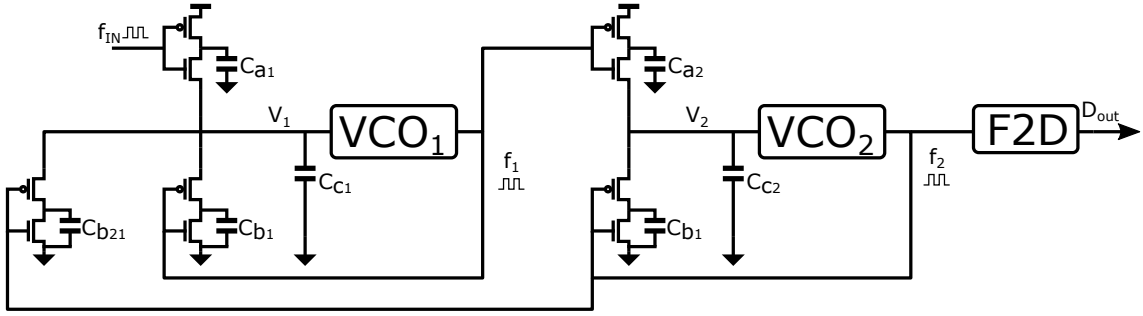 fIN
Ca1
V1
VCO1
f1
Cc1
Cb21
Cb1
Ca2
V2
VCO2
f2
Cc2
Cb1
F2D
Dout